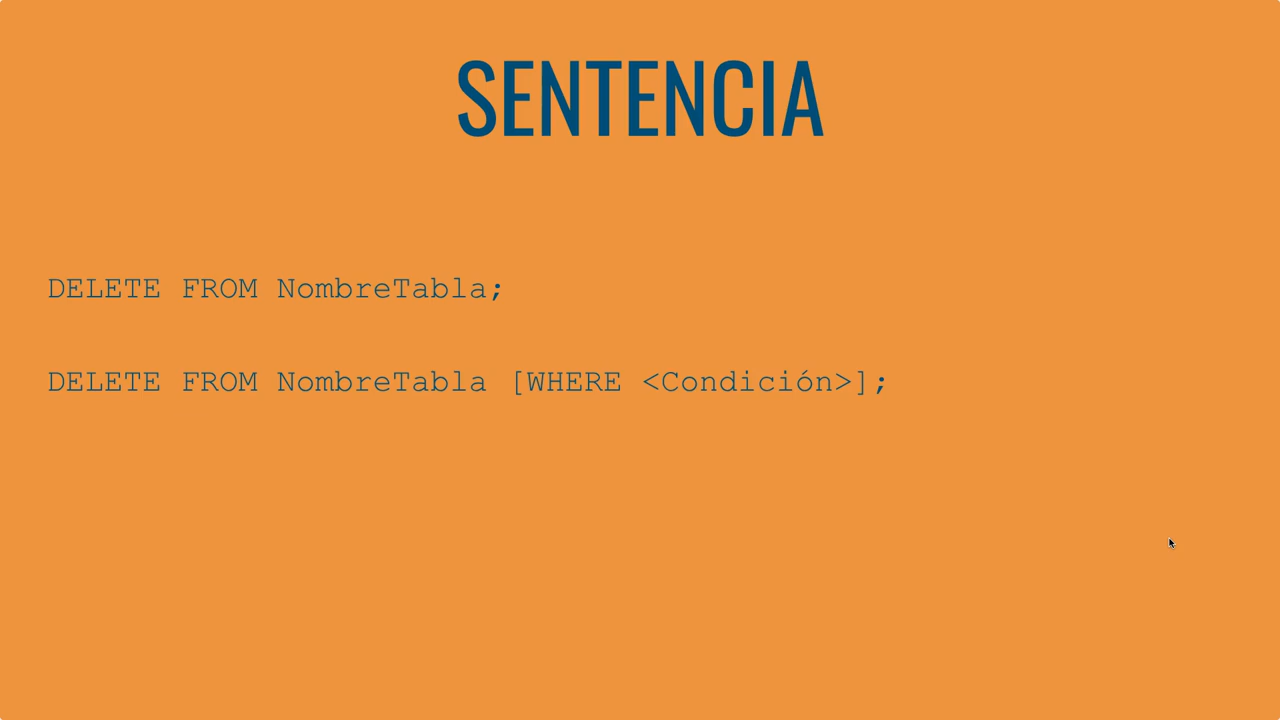 SENTENCIA
DELETE FROM NombreTabla;
DELETE FROM NombreTabla [WHERE <Condición>];